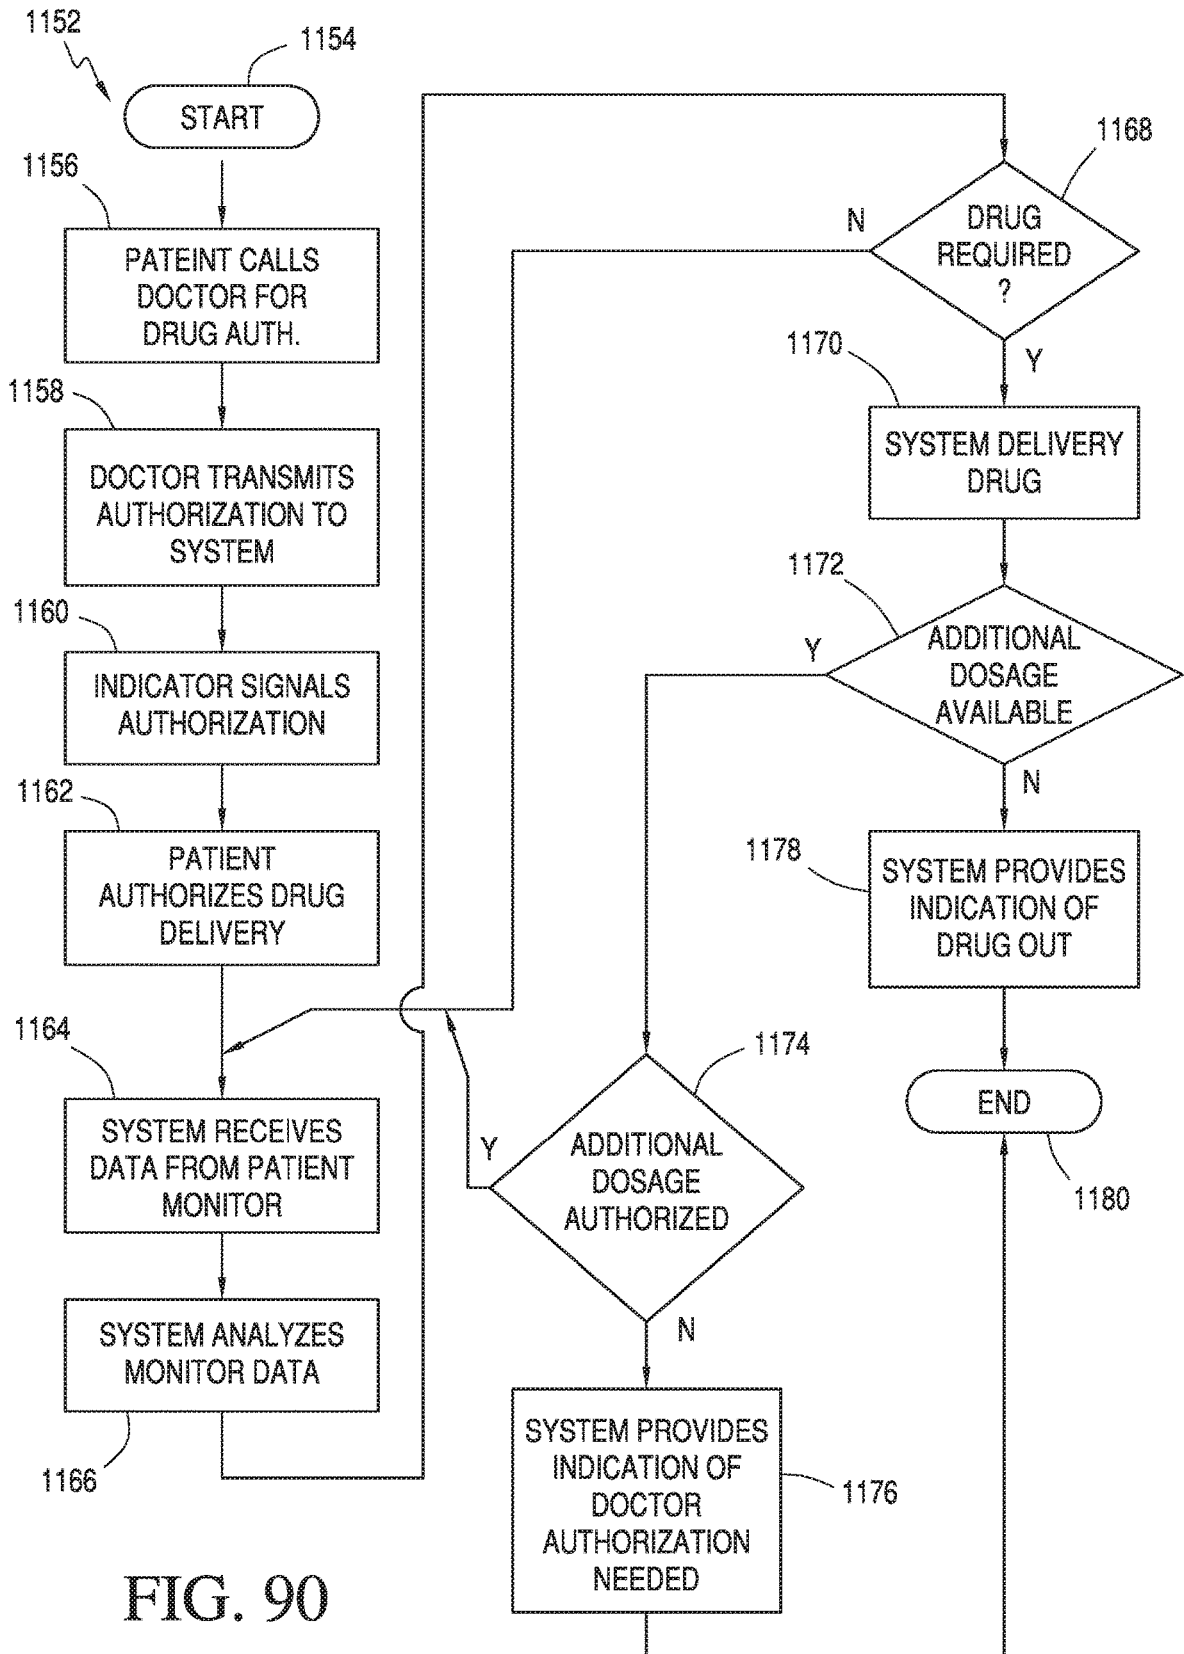 1152
1154
START
1156
PATEINT CALLS
DOCTOR FOR
DRUG AUTH.
1158
DOCTOR TRANSMITS
AUTHORIZATION TO
SYSTEM
1160
INDICATOR SIGNALS
AUTHORIZATION
1162
PATIENT
AUTHORIZES DRUG
DELIVERY
1164
SYSTEM RECEIVES
DATA FROM PATIENT
MONITOR
SYSTEM ANALYZES
MONITOR DATA
1166
1168
N
DRUG
REQUIRED
?
Y
1170
SYSTEM DELIVERY
DRUG
1172
Y
ADDITIONAL
DOSAGE
AVAILABLE
N
1178
SYSTEM PROVIDES
INDICATION OF
DRUG OUT
END
1180
1174
Y
ADDITIONAL
DOSAGE
AUTHORIZED
N
SYSTEM PROVIDES
INDICATION OF
DOCTOR
AUTHORIZATION
NEEDED
1176
FIG. 90